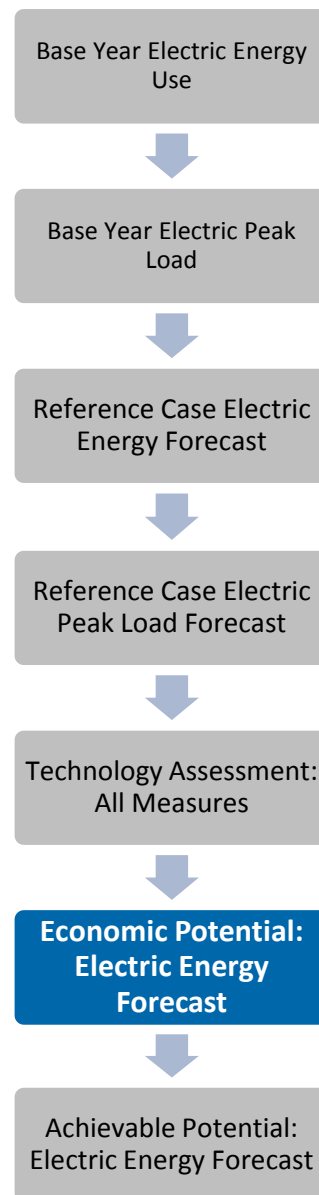 Base Year Electric Energy
Use
Base Year Electric Peak
Load
Reference Case Electric
Energy Forecast
Reference Case Electric
Peak Load Forecast
Technology Assessment:
All Measures
Economic Potential:
Electric Energy
Forecast
Achievable Potential:
Electric Energy Forecast